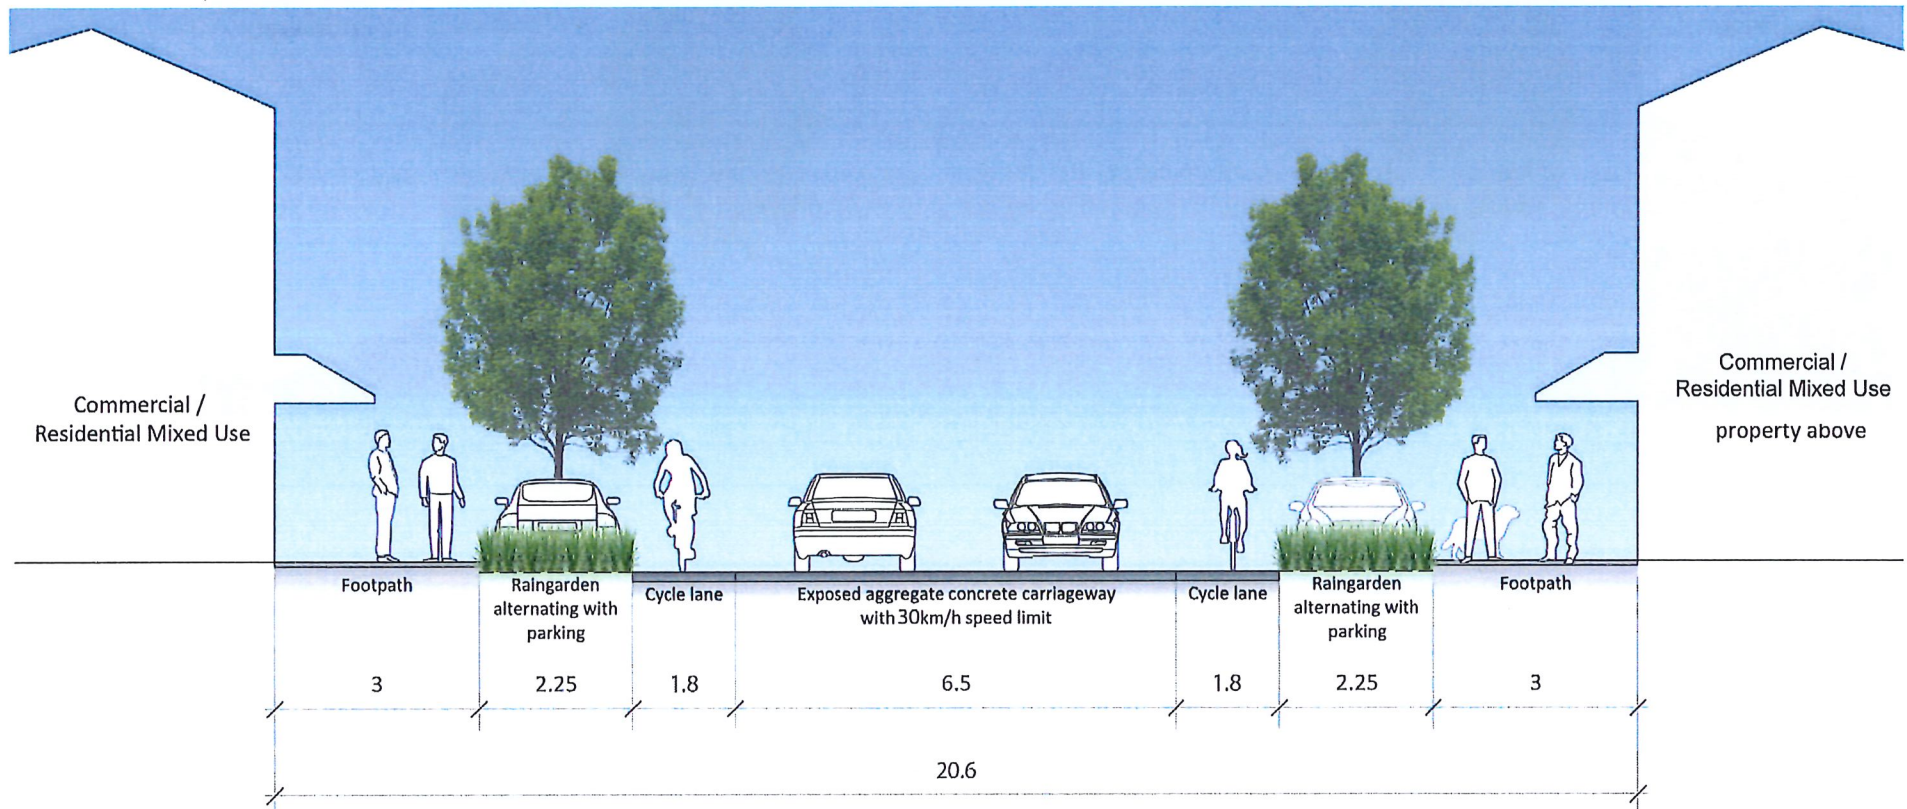 Commercial /
Residential Mixed Use
Commercial /
Residential Mixed Use
property above
Footpath
Raingarden
alternating with
parking
Cycle lane
Exposed aggregate concrete carriageway
with 30km/h speed limit
Cycle lane
Raingarden
alternating with
parking
Footpath
3
2.25
1.8
6.5
1.8
2.25
3
20.6